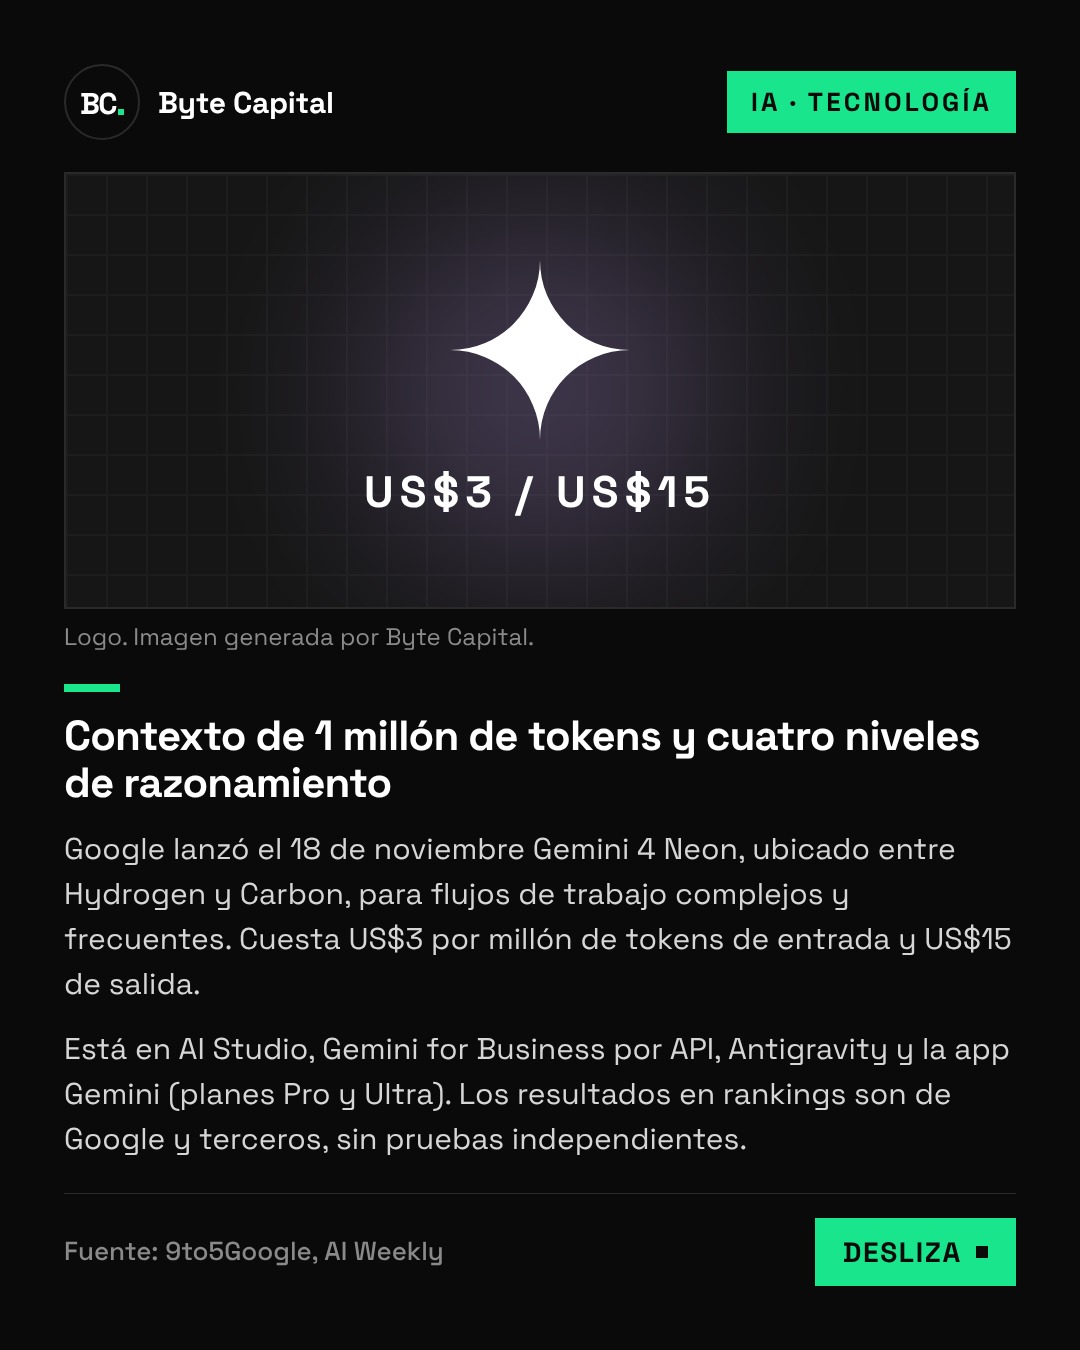 BC.
Byte Capital
IA · TECNOLOGÍA
US$3 / US$15
Logo. Imagen generada por Byte Capital.
Contexto de 1 millón de tokens y cuatro niveles
de razonamiento
Google lanzó el 18 de noviembre Gemini 4 Neon, ubicado entre
Hydrogen y Carbon, para flujos de trabajo complejos y
frecuentes. Cuesta US$3 por millón de tokens de entrada y US$15
de salida.
Está en AI Studio, Gemini for Business por API, Antigravity y la app
Gemini (planes Pro y Ultra). Los resultados en rankings son de
Google y terceros, sin pruebas independientes.
Fuente: 9to5Google, AI Weekly
DESLIZA